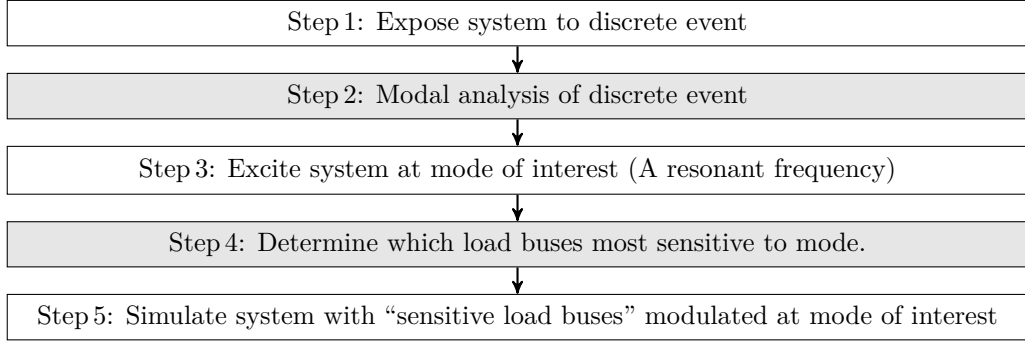 Step 1: Expose system to discrete event
Step 2: Modal analysis of discrete event
Step 3: Excite system at mode of interest (A resonant frequency)
Step 4: Determine which load buses most sensitive to mode.
Step 5: Simulate system with “sensitive load buses” modulated at mode of interest